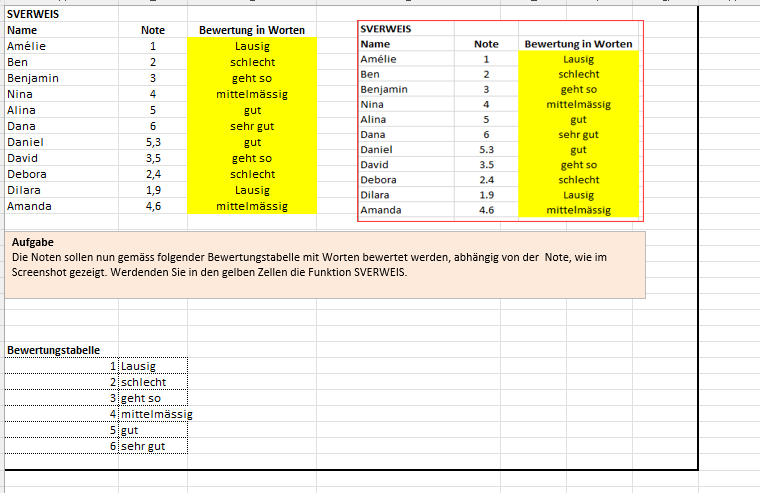 SVERWEIS
Name Note Bewertung in Worten
Amélie 1 Lausig
Ben 2 schlecht
Benjamin 3 geht so
Nina 4 mittelmässig
Alina 5 gut
Dana 6 sehr gut
Daniel 5,3 gut
David 3,5 geht so
Debora 2,4 schlecht
Dilara 1,9 Lausig
Amanda 4,6 mittelmässig
SVERWEIS
Name Note Bewertung in Worten
Amélie 1 Lausig
Ben 2 schlecht
Benjamin 3 geht so
Nina 4 mittelmässig
Alina 5 gut
Dana 6 sehr gut
Daniel 5.3 gut
David 3.5 geht so
Debora 2.4 schlecht
Dilara 1.9 Lausig
Amanda 4.6 mittelmässig
Aufgabe
Die Noten sollen nun gemäss folgender Bewertungstabelle mit Worten bewertet werden, abhängig von der Note, wie im
Screenshot gezeigt. Werdenden Sie in den gelben Zellen die Funktion SVERWEIS.
Bewertungstabelle
1 Lausig
2 schlecht
3 geht so
4 mittelmässig
5 gut
6 sehr gut